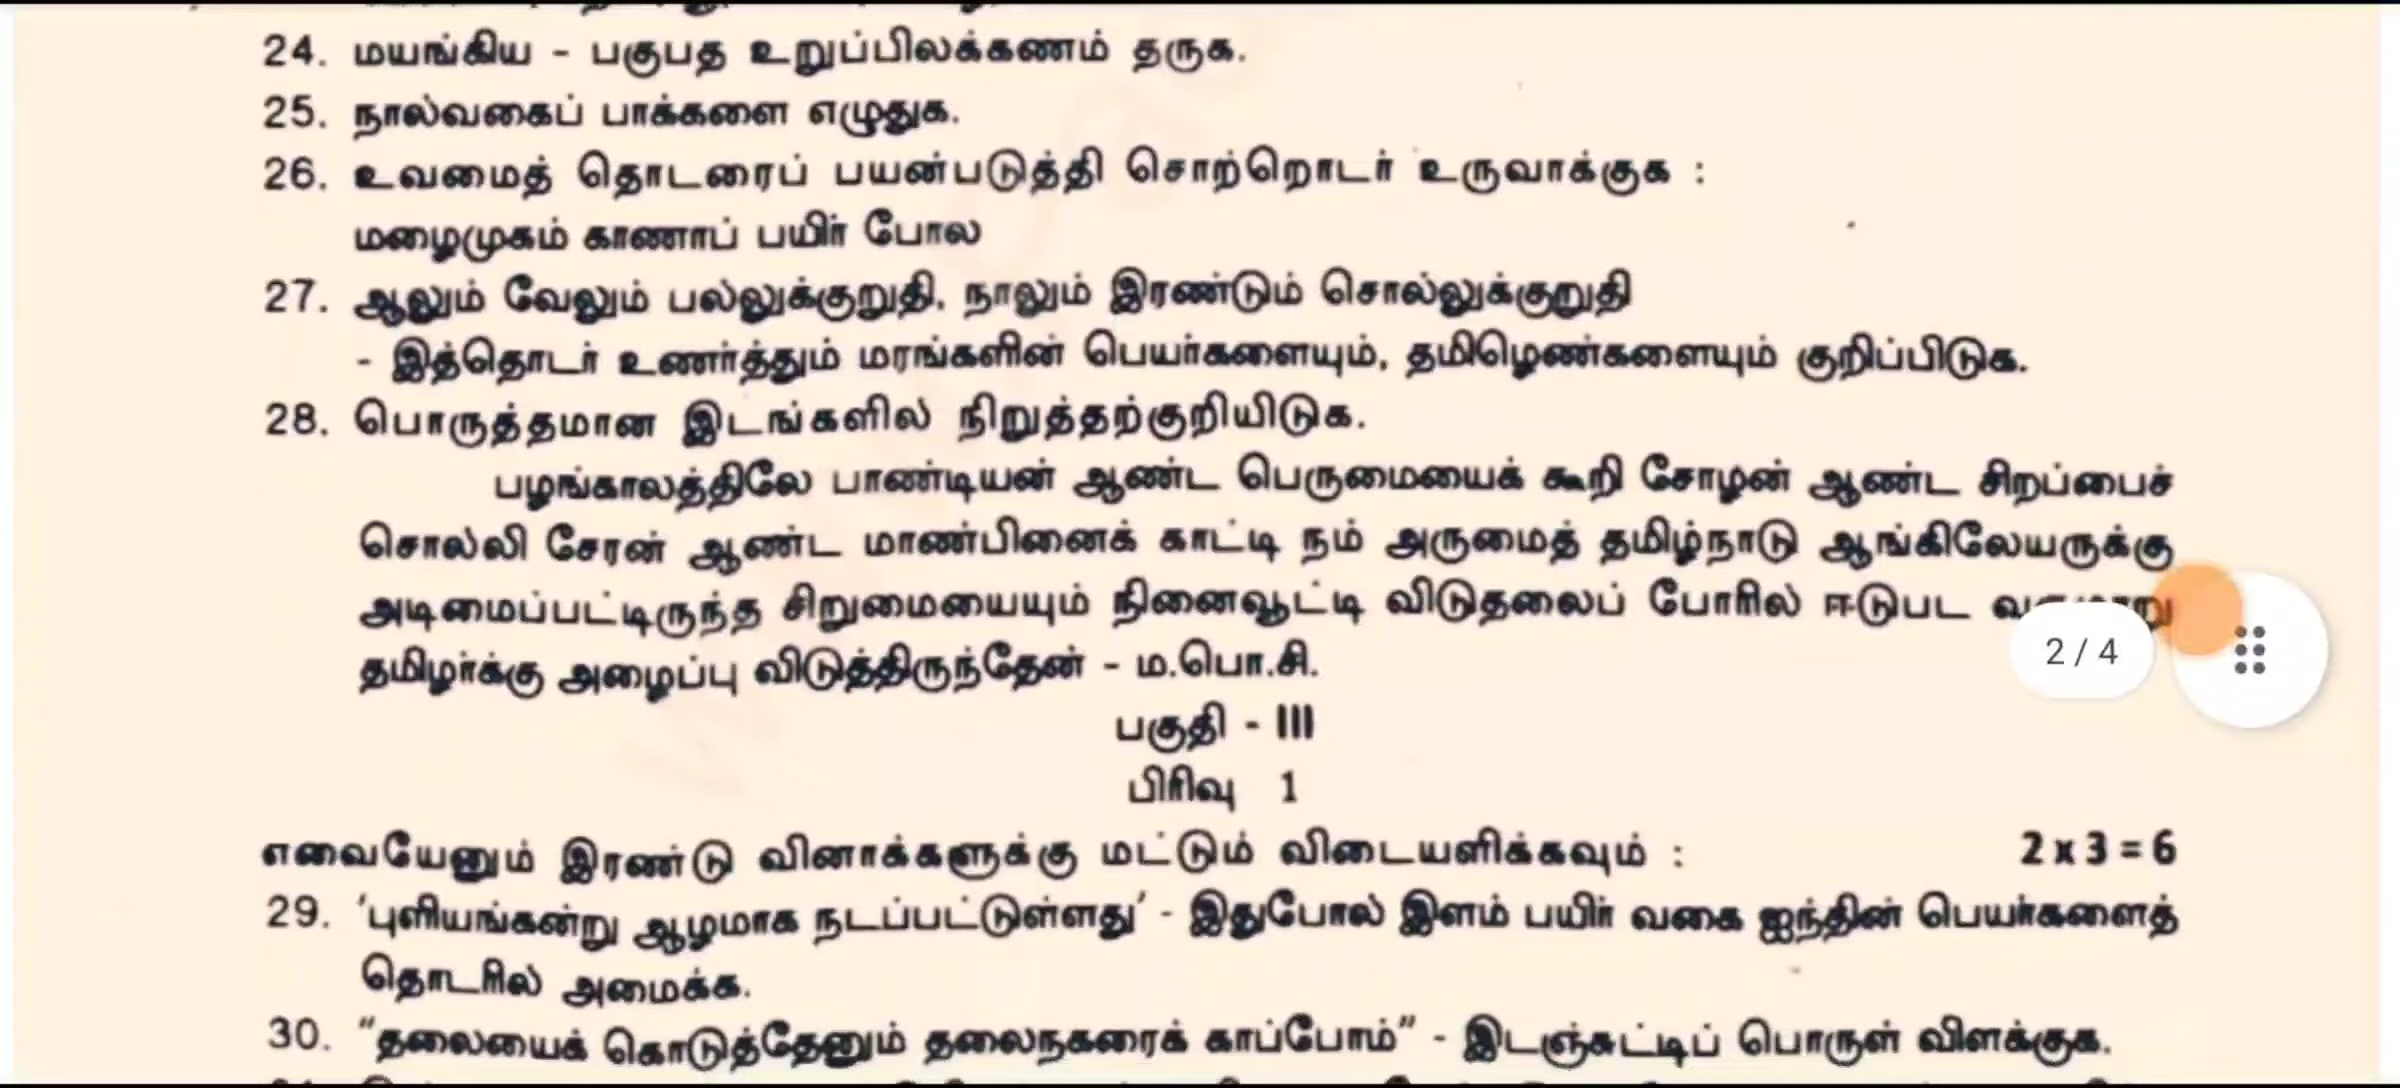 24. மயங்கிய - பகுபத உறுப்பிலக்கணம் தருக.
25. நால்வகைப் பாக்களை எழுதுக.
26. உவமைத் தொடரைப் பயன்படுத்தி சொற்றொடர் உருவாக்குக :
மழைமுகம் காணாப் பயிர் போல
27. ஆலும் வேலும் பல்லுக்குறுதி, நாலும் இரண்டும் சொல்லுக்குறுதி
- இத்தொடர் உணர்த்தும் மரங்களின் பெயர்களையும், தமிழெண்களையும் குறிப்பிடுக.
28. பொருத்தமான இடங்களில் நிறுத்தற்குறியிடுக.
பழங்காலத்திலே பாண்டியன் ஆண்ட பெருமையைக் கூறி சோழன் ஆண்ட சிறப்பைச்
சொல்லி சேரன் ஆண்ட மாண்பினைக் காட்டி நம் அருமைத் தமிழ்நாடு ஆங்கிலேயருக்கு
அடிமைப்பட்டிருந்த சிறுமையையும் நினைவூட்டி விடுதலைப் போரில் ஈடுபட
2 / 4
தமிழர்க்கு அழைப்பு விடுத்திருந்தேன் - ம.பொ.சி.
பகுதி - III
பிரிவு 1
எவையேனும் இரண்டு வினாக்களுக்கு மட்டும் விடையளிக்கவும் : 2 x 3 = 6
29. 'புளியங்கன்று ஆழமாக நடப்பட்டுள்ளது' - இதுபோல் இளம் பயிர் வகை ஐந்தின் பெயர்களைத்
தொடரில் அமைக்க.
30. "தலையைக் கொடுத்தேனும் தலைநகரைக் காப்போம்" - இடஞ்சுட்டிப் பொருள் விளக்குக.